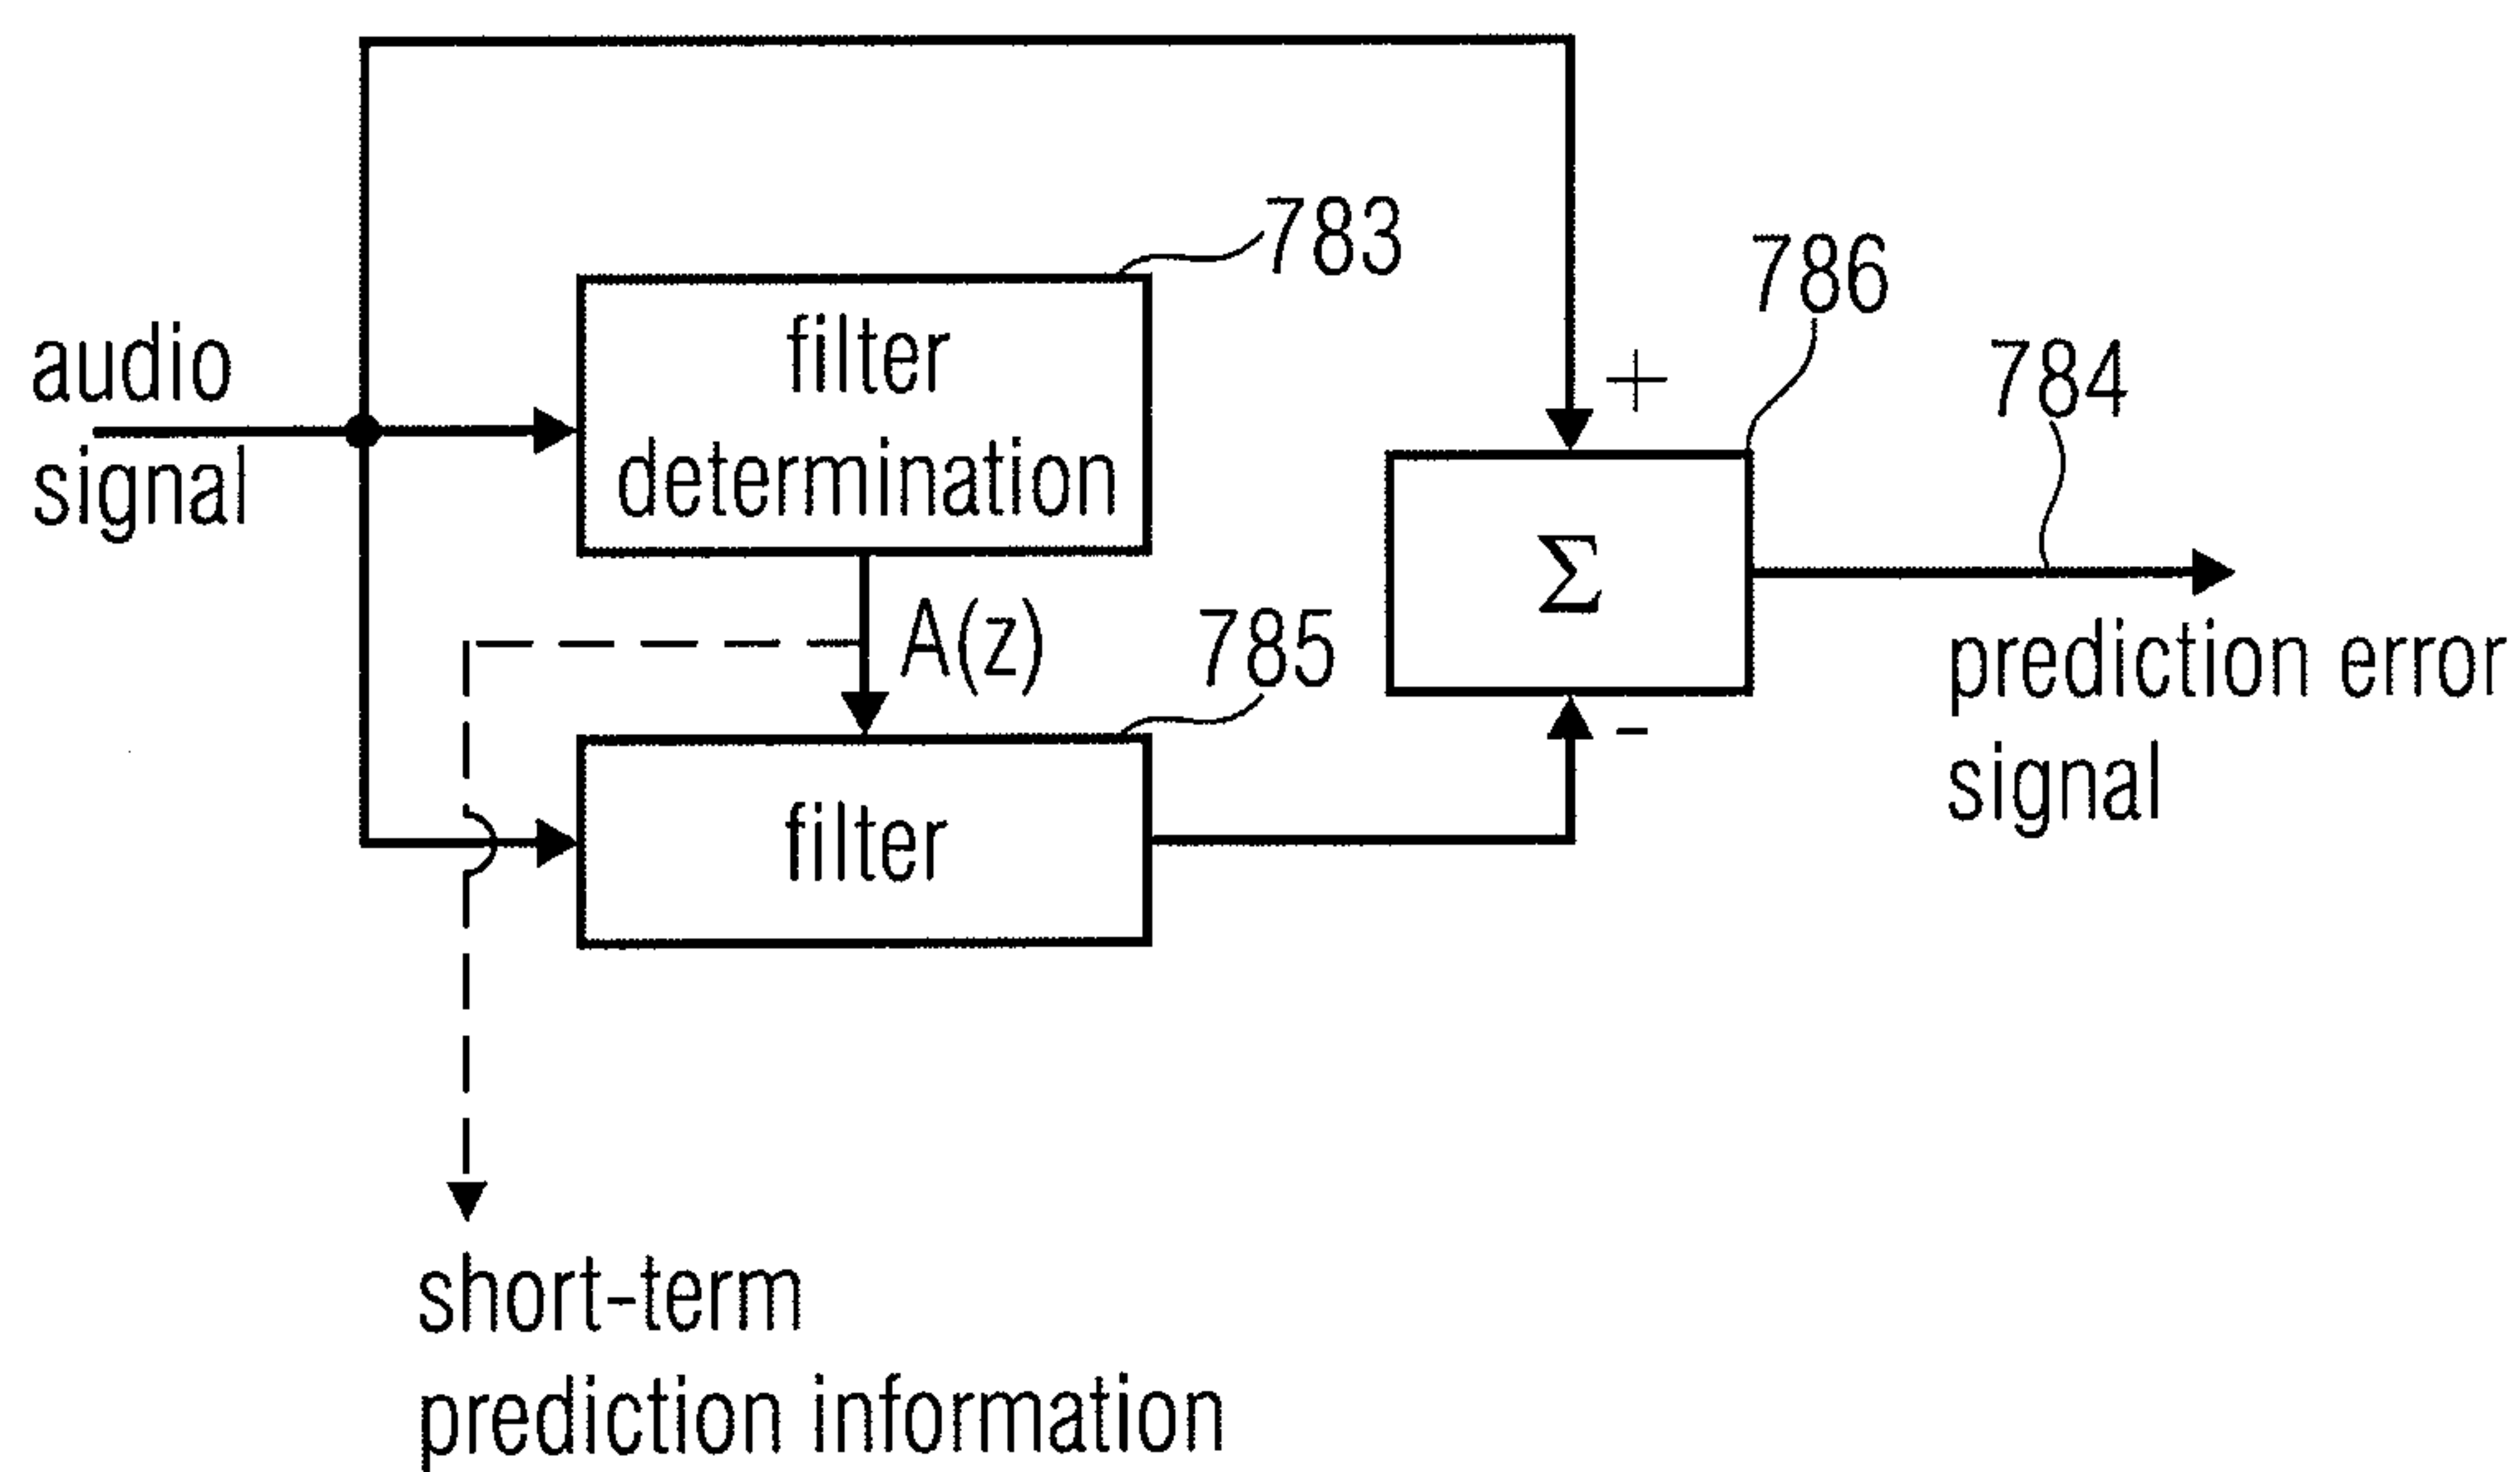 783
786
audio
signal
filter
determination
784
+
Σ
A(z)
785
prediction error
signal
-
filter
short-term
prediction information